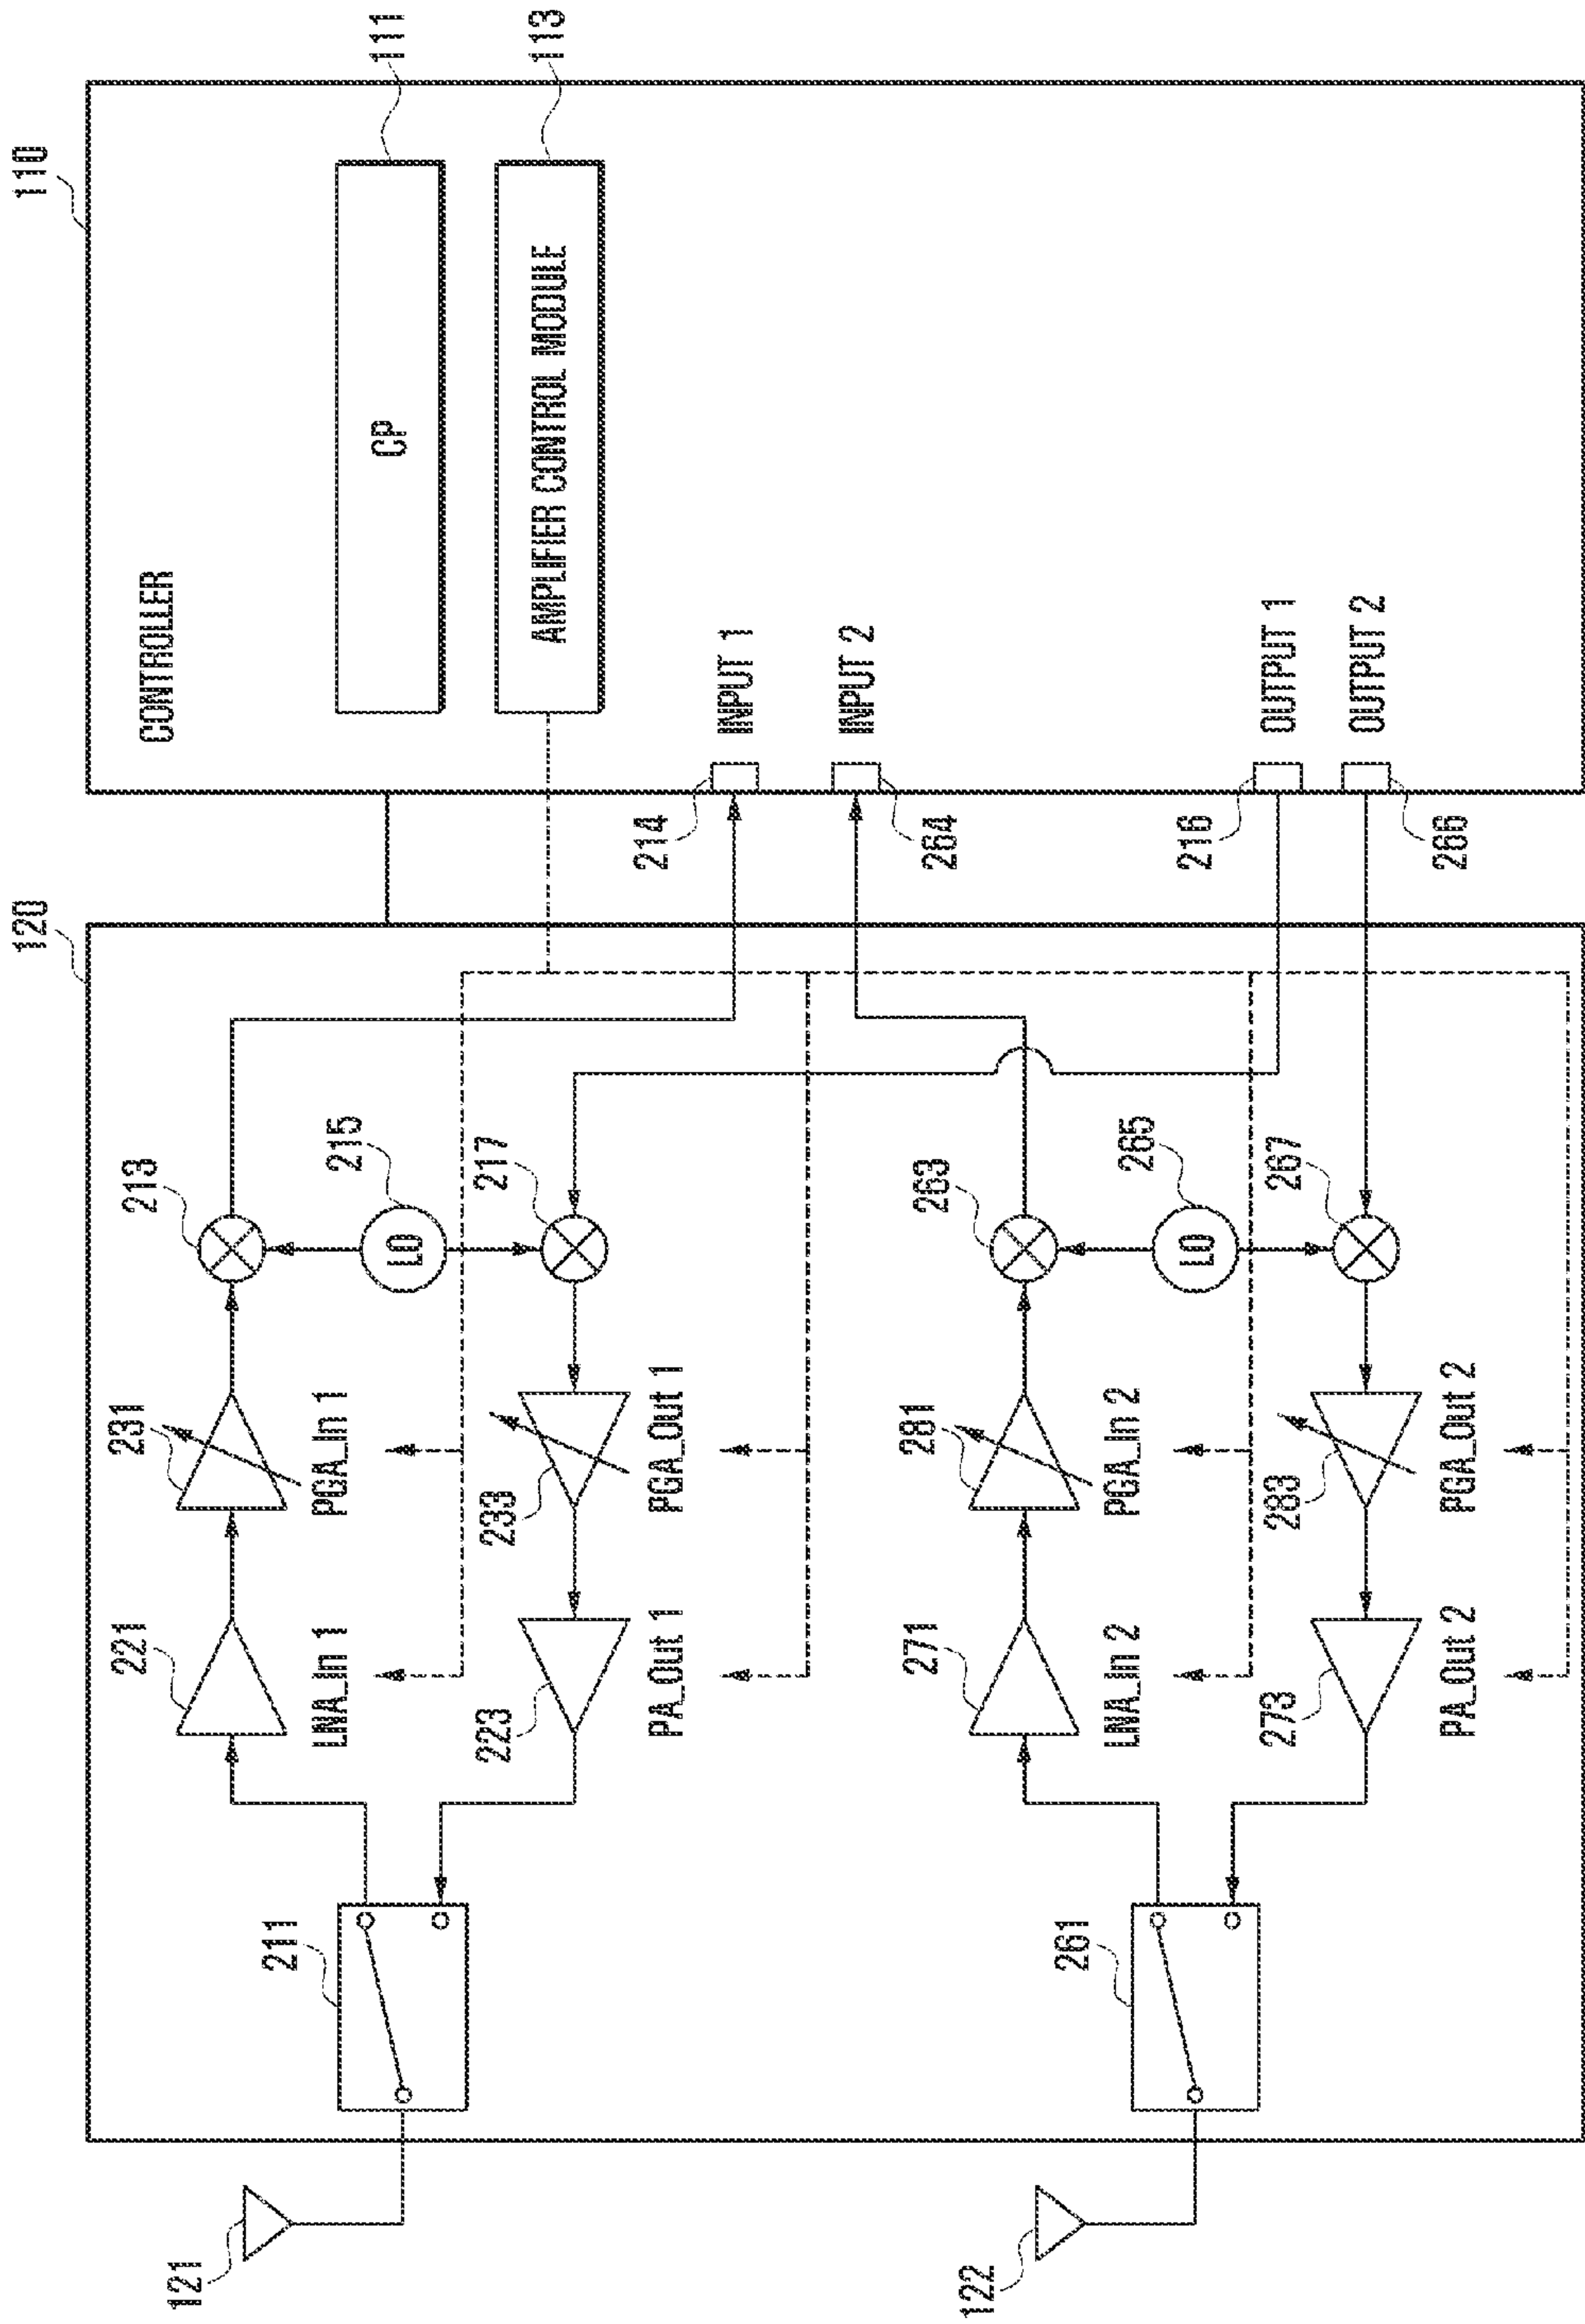 120
110
CONTROLLER
CP
111
AMPLIFIER CONTROL MODULE
113
121
211
221
LNA_In 1
231
PGA_In 1
213
LO
215
217
233
PGA_Out 1
223
PA_Out 1
214
INPUT 1
264
INPUT 2
122
261
271
LNA_In 2
281
PGA_In 2
263
LO
265
267
283
PGA_Out 2
273
PA_Out 2
216
OUTPUT 1
266
OUTPUT 2